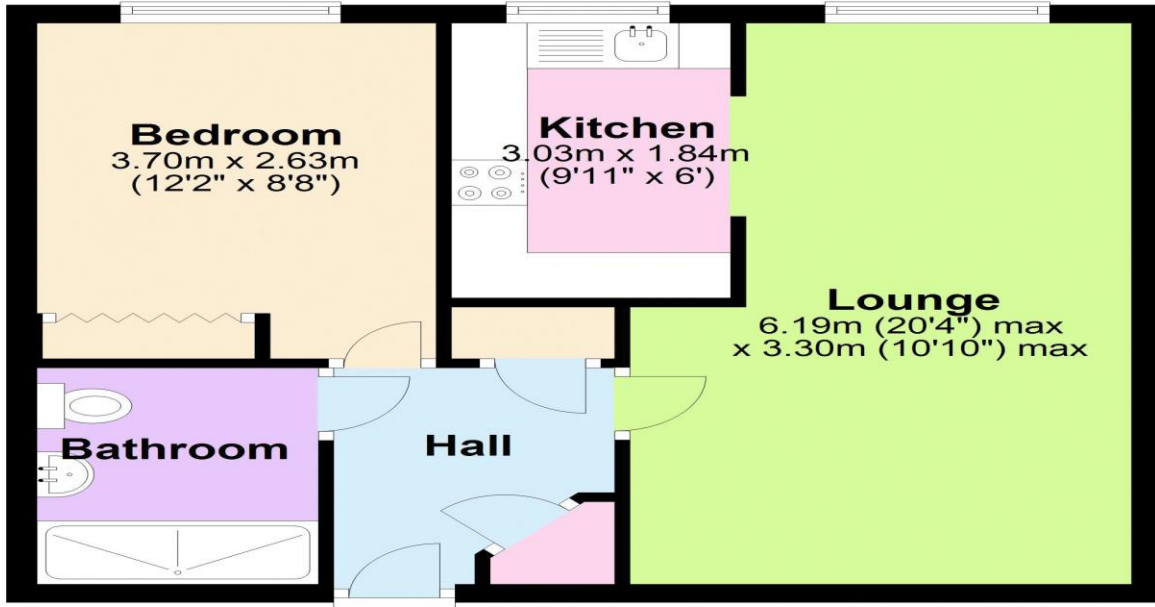 Bedroom
3.70m x 2.63m
(12'2" x 8'8")
Kitchen
3.03m x 1.84m
(9'11" x 6')
Lounge
6.19m (20'4") max
x 3.30m (10'10") max
Bathroom
Hall